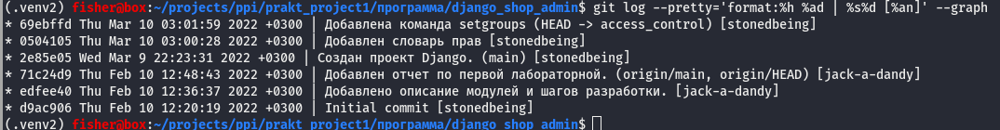 (.venv2) fisher@box:~/projects/ppi/prakt_project1/программа/django_shop_admin$ git log --pretty='format:%h %ad | %s%d [%an]' --graph
* 69ebffd Thu Mar 10 03:01:59 2022 +0300 | Добавлена команда setgroups (HEAD -> access_control) [stonedbeing]
* 0504105 Thu Mar 10 03:00:28 2022 +0300 | Добавлен словарь прав [stonedbeing]
* 2e85e05 Wed Mar 9 22:23:31 2022 +0300 | Создан проект Django. (main) [stonedbeing]
* 71c24d9 Thu Feb 10 12:48:43 2022 +0300 | Добавлен отчет по первой лабораторной. (origin/main, origin/HEAD) [jack-a-dandy]
* edfee40 Thu Feb 10 12:36:37 2022 +0300 | Добавлено описание модулей и шагов разработки. [jack-a-dandy]
* d9ac906 Thu Feb 10 12:20:19 2022 +0300 | Initial commit [stonedbeing]
(.venv2) fisher@box:~/projects/ppi/prakt_project1/программа/django_shop_admin$